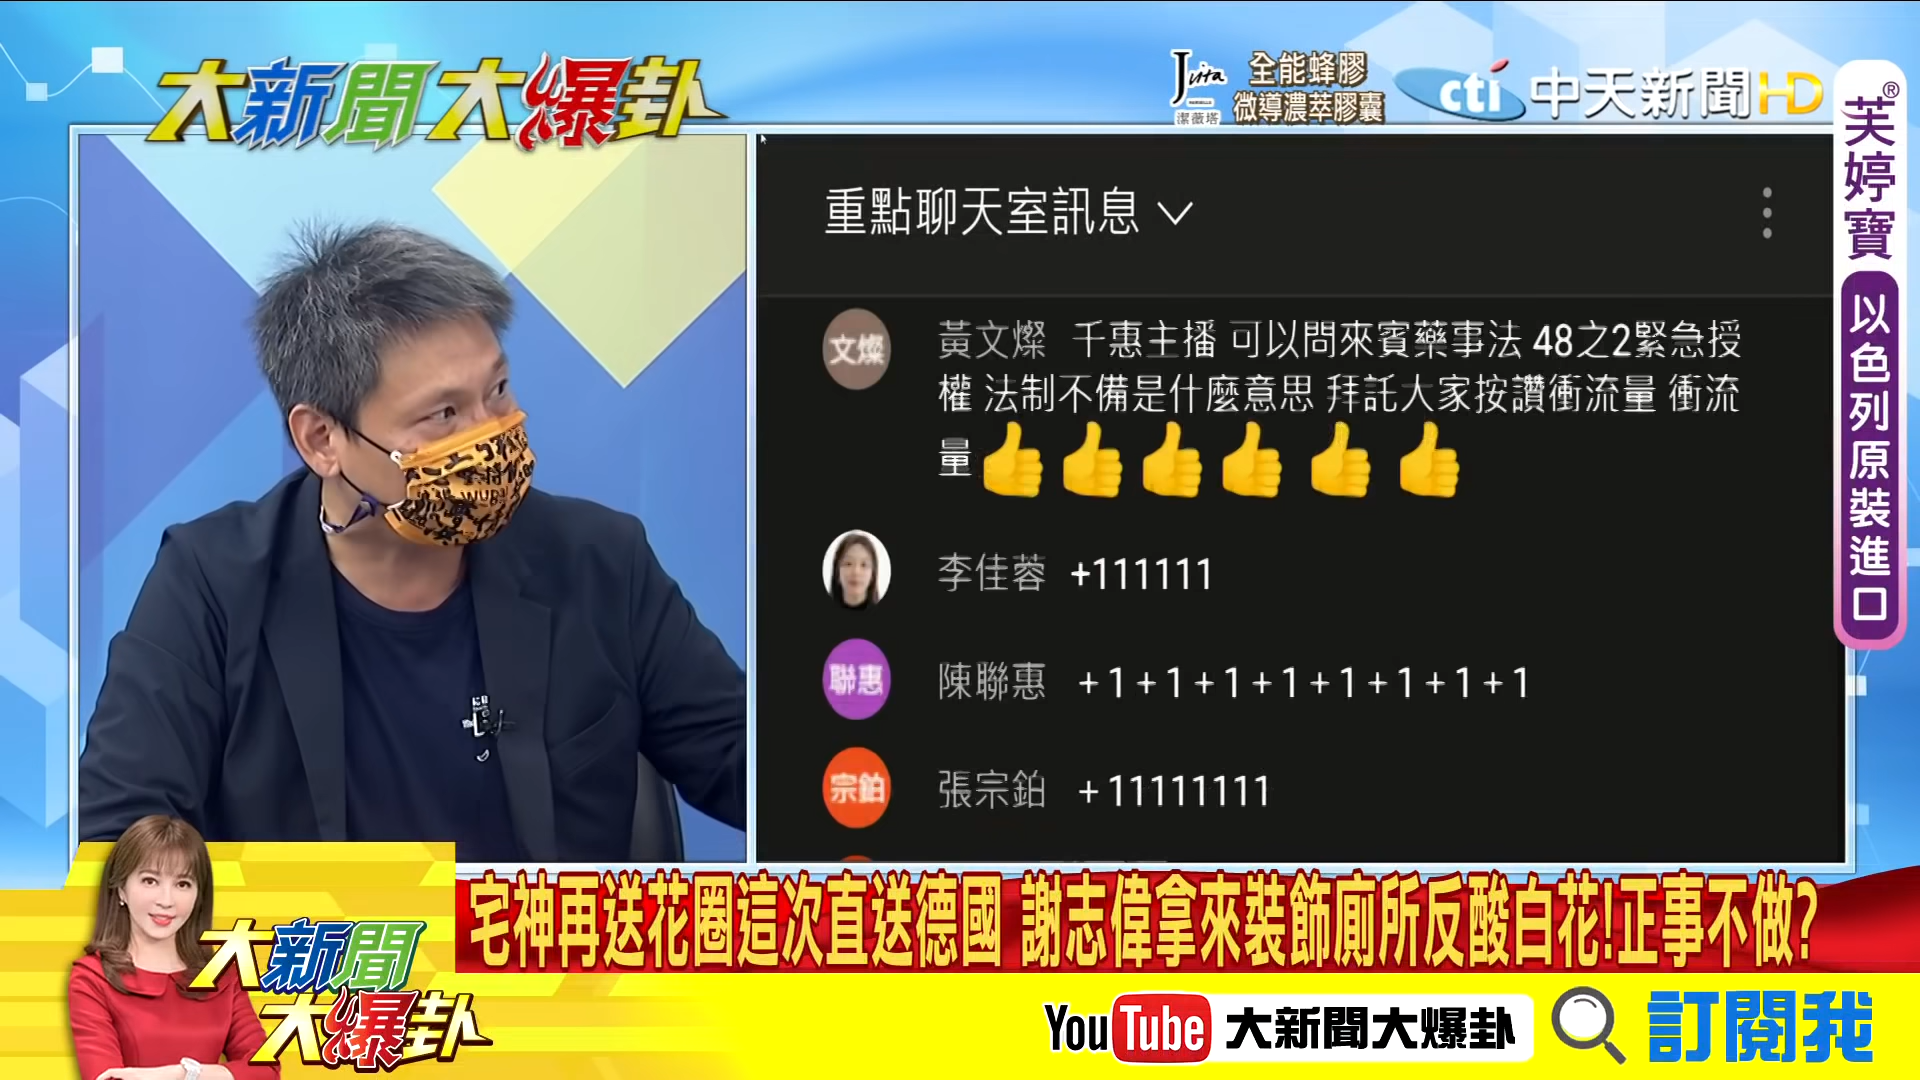 大新聞大爆卦
Jvita
潔薇塔
全能蜂膠
微導濃萃膠囊
cti 中天新聞HD
芙婷寶®
以色列原裝進口
重點聊天室訊息
文燦
黃文燦 千惠主播 可以問來賓藥事法 48之2緊急授
權 法制不備是什麼意思 拜託大家按讚衝流量 衝流
量👍👍👍👍👍👍
李佳蓉 +111111
聯惠
陳聯惠 +1+1+1+1+1+1+1+1
宗鉑
張宗鉑 +11111111
宅神再送花圈這次直送德國 謝志偉拿來裝飾廁所反酸白花!正事不做?
大新聞
大爆卦
YouTube 大新聞大爆卦
訂閱我